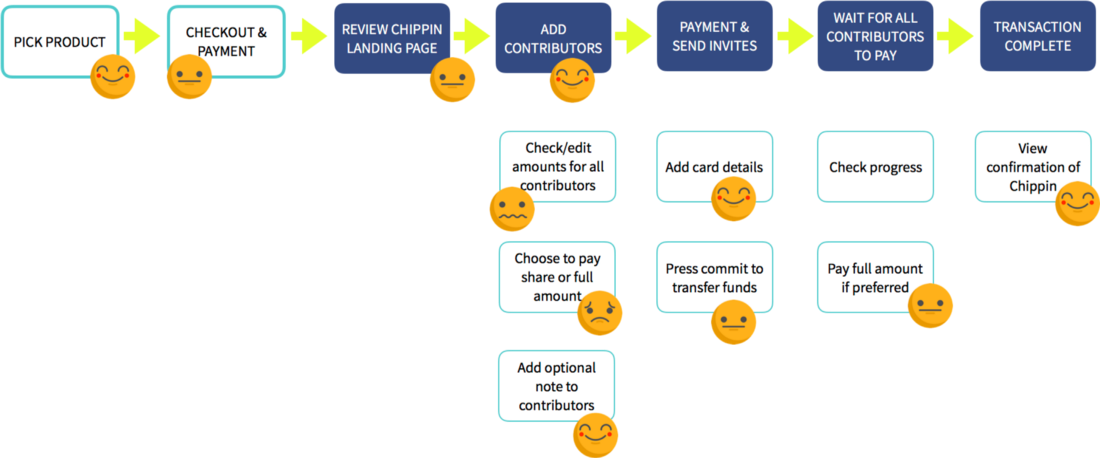 PICK PRODUCT
CHECKOUT &
PAYMENT
REVIEW CHIPPIN
LANDING PAGE
ADD
CONTRIBUTORS
PAYMENT &
SEND INVITES
WAIT FOR ALL
CONTRIBUTORS
TO PAY
TRANSACTION
COMPLETE
Check/edit
amounts for all
contributors
Add card details
Check progress
View
confirmation of
Chippin
Choose to pay
share or full
amount
Press commit to
transfer funds
Pay full amount
if preferred
Add optional
note to
contributors